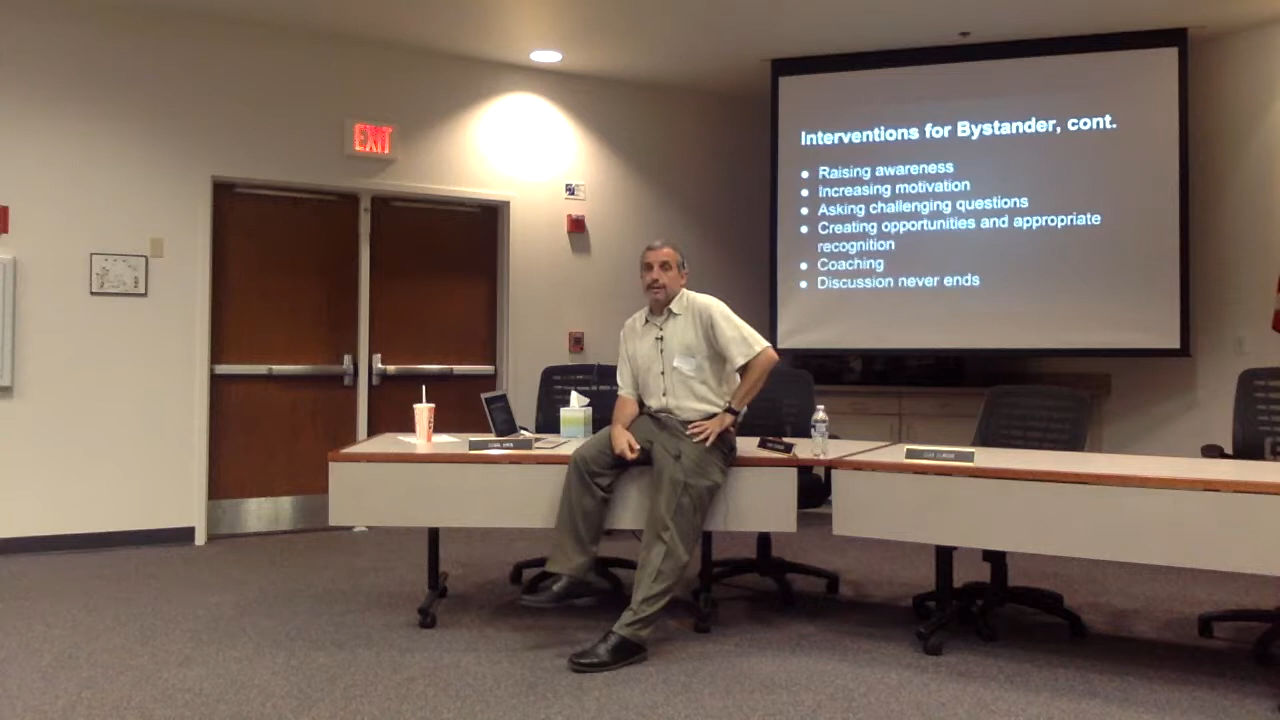 EXIT
Interventions for Bystander, cont.
● Raising awareness
● Increasing motivation
● Asking challenging questions
● Creating opportunities and appropriate
recognition
● Coaching
● Discussion never ends